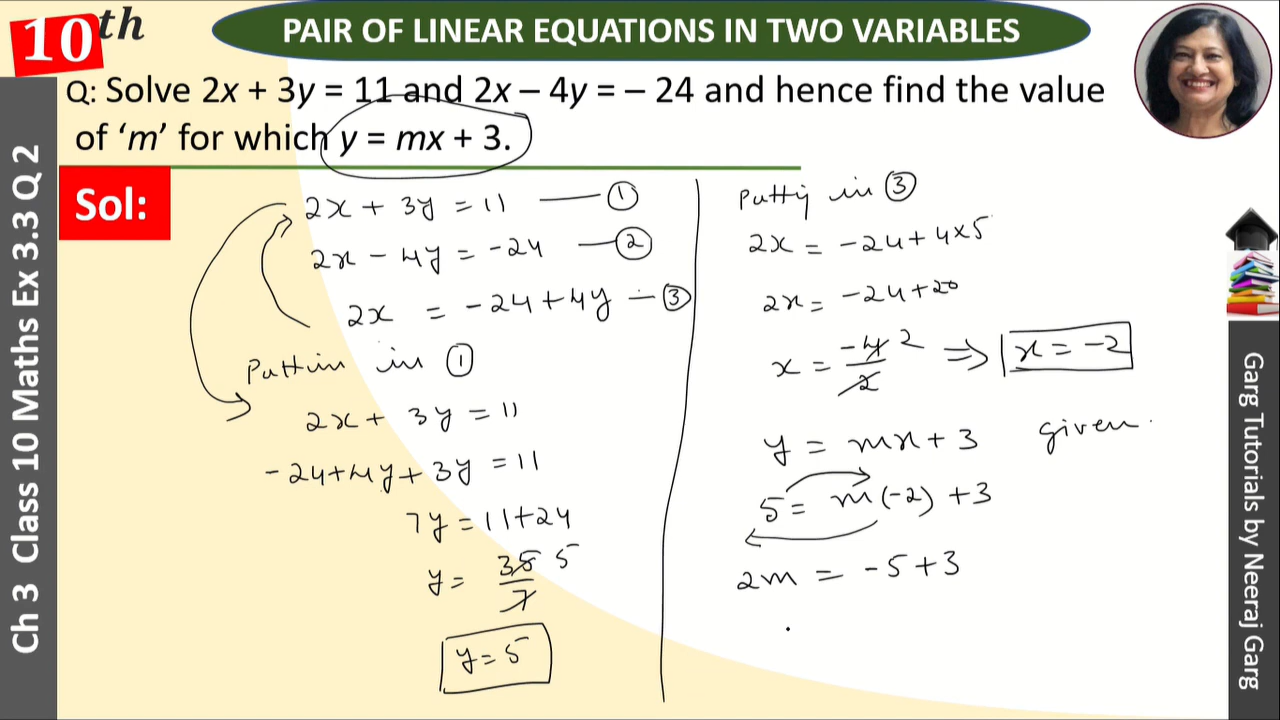 10th
PAIR OF LINEAR EQUATIONS IN TWO VARIABLES
Q: Solve 2x + 3y = 11 and 2x – 4y = – 24 and hence find the value
of ‘m’ for which y = mx + 3.
Sol:
2x + 3y = 11 — ①
2x - 4y = -24 — ②
2x = -24 + 4y — ③
Puttin in ①
2x + 3y = 11
-24+4y+3y = 11
7y = 11+24
y = 35/7 5
y = 5
Puttig in ③
2x = -24 + 4×5
2x = -24+20
x = -4/2 2 ⇒ x = -2
y = mx + 3 given.
5 = m(-2) + 3
2m = -5+3
Ch 3 Class 10 Maths Ex 3.3 Q 2
Garg Tutorials by Neeraj Garg